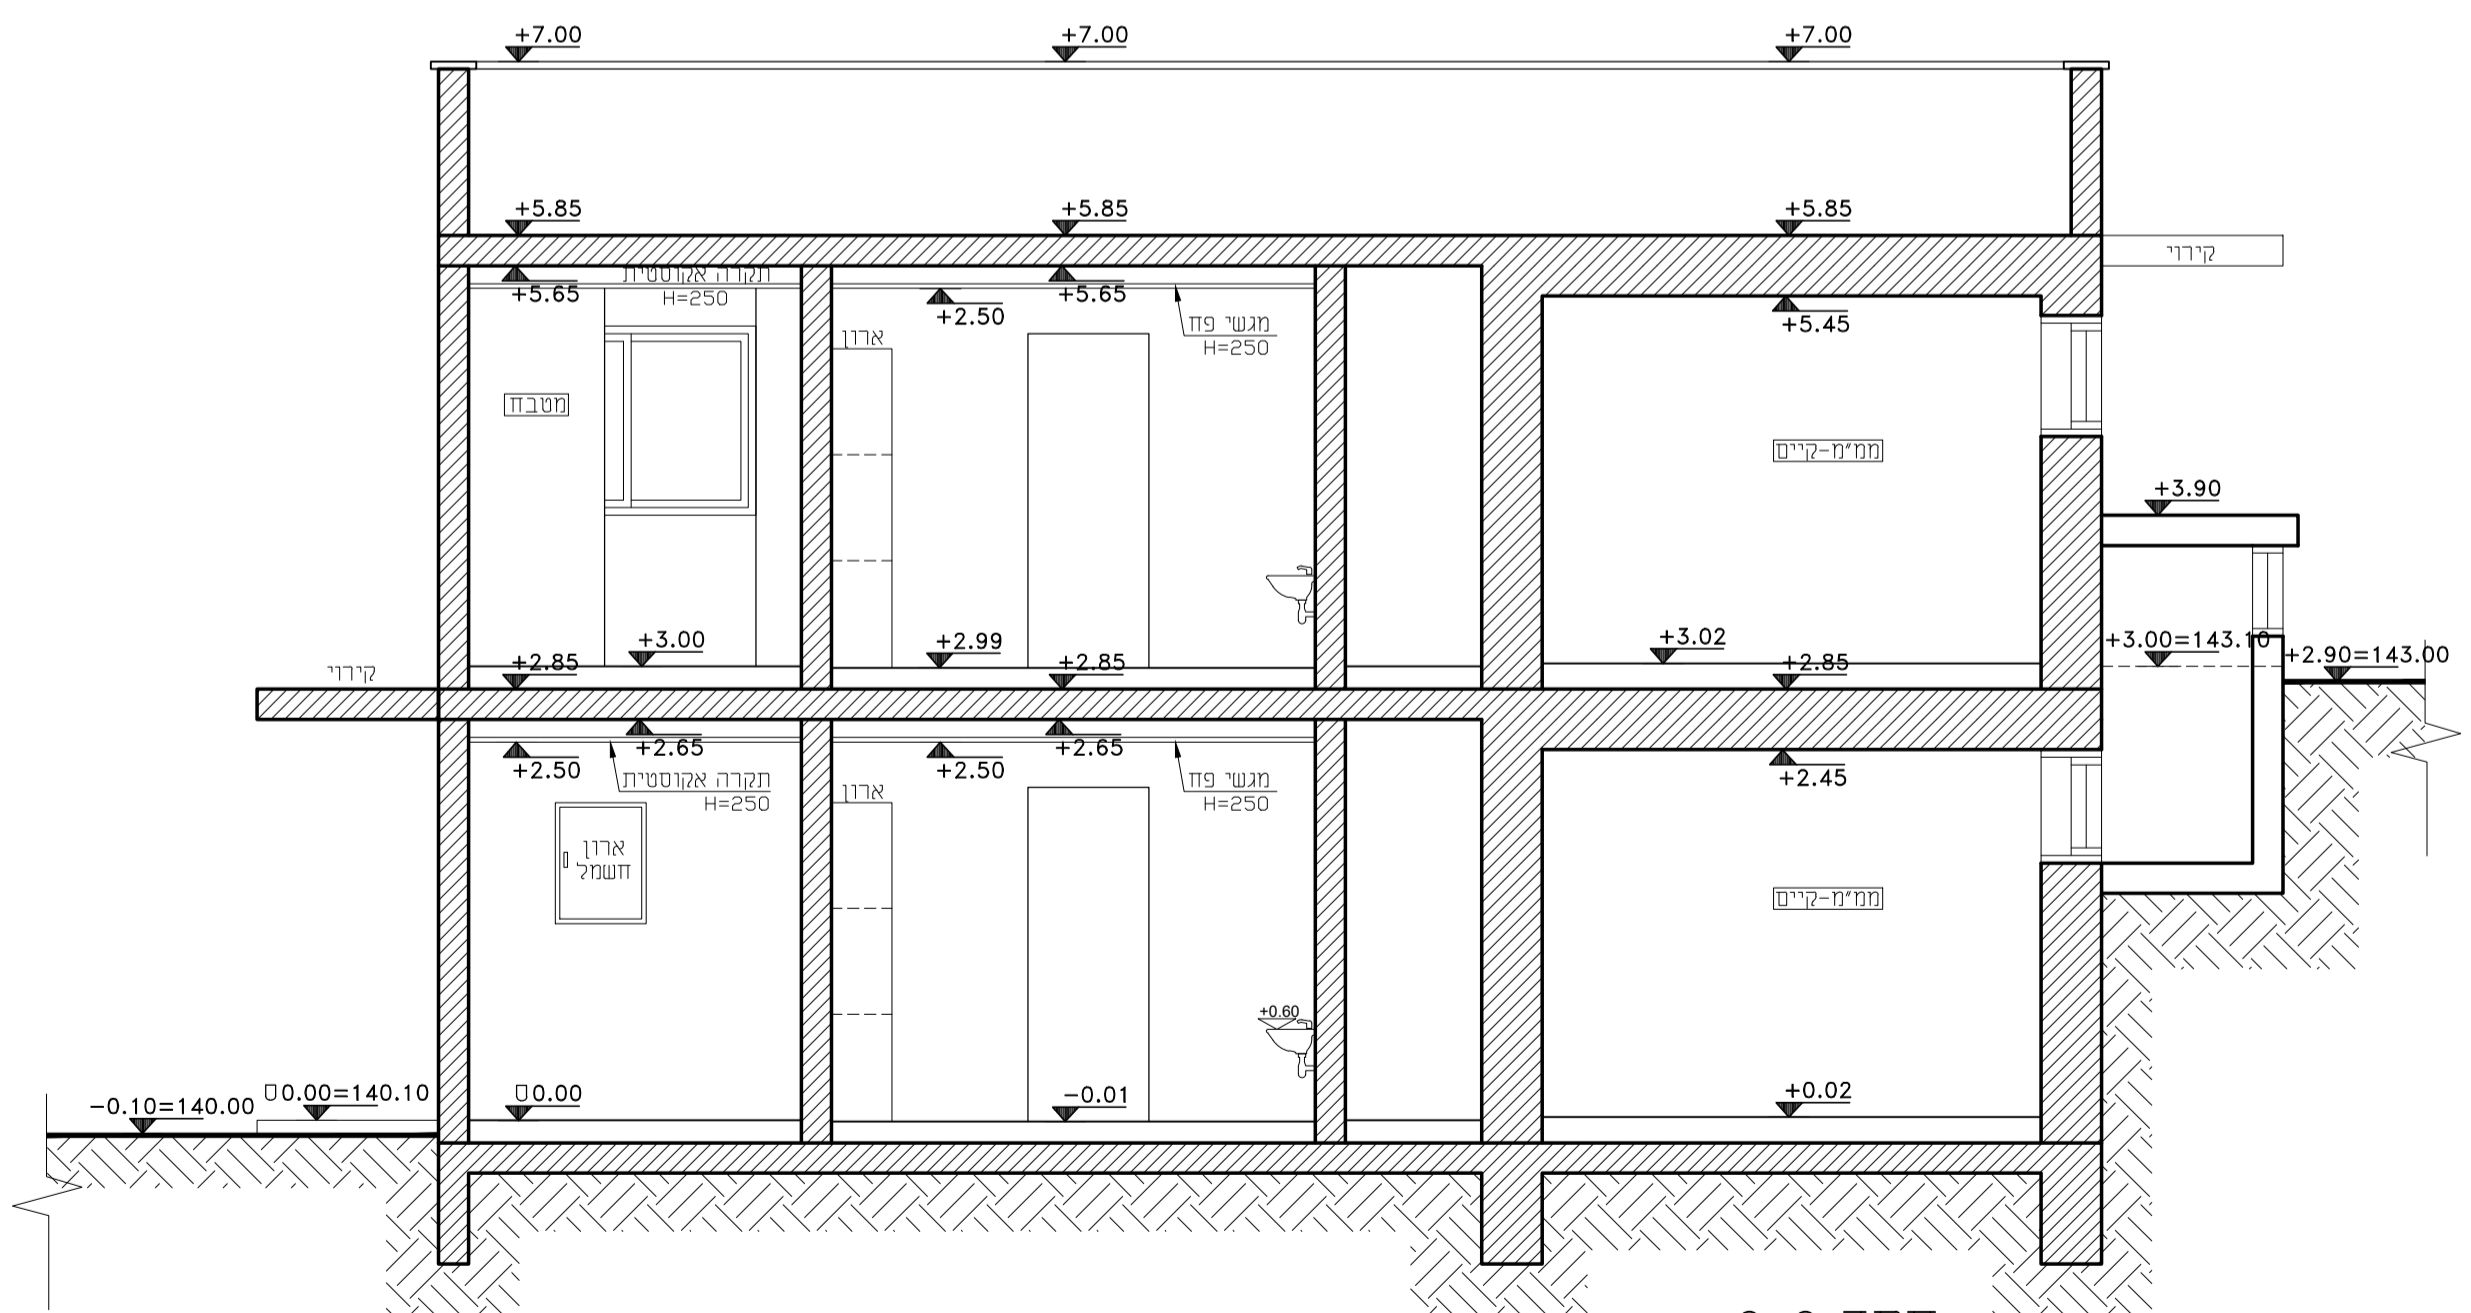 +7.00 +7.00 +7.00
+5.85 +5.85 +5.85
קירוי
תקרה אקוסטית
H=250
+5.65 +5.65
+2.50
מגשי פח
H=250
+5.45
ארון
מטבח
ממ"מ-קיים
+3.90
+3.00 +2.99 +3.02
+3.00=143.10
+2.90=143.00
+2.85 +2.85 +2.85
קירוי
+2.65 +2.65
+2.50 +2.50
+2.45
תקרה אקוסטית
H=250
מגשי פח
H=250
ארון
ארון
חשמל
ממ"מ-קיים
+0.60
-0.10=140.00
0.00=140.10
0.00
-0.01
+0.02